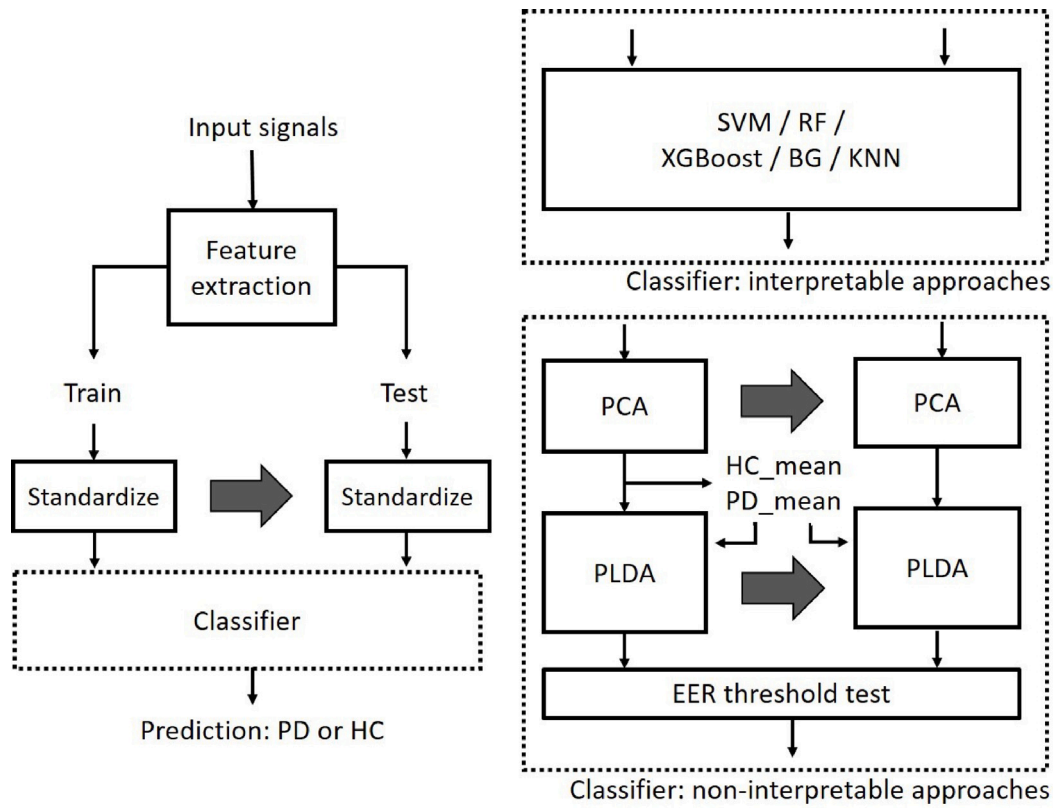 Input signals
Feature
extraction
Train
Test
Standardize
Standardize
Classifier
Prediction: PD or HC
SVM / RF /
XGBoost / BG / KNN
Classifier: interpretable approaches
PCA
PCA
HC_mean
PD_mean
PLDA
PLDA
EER threshold test
Classifier: non-interpretable approaches